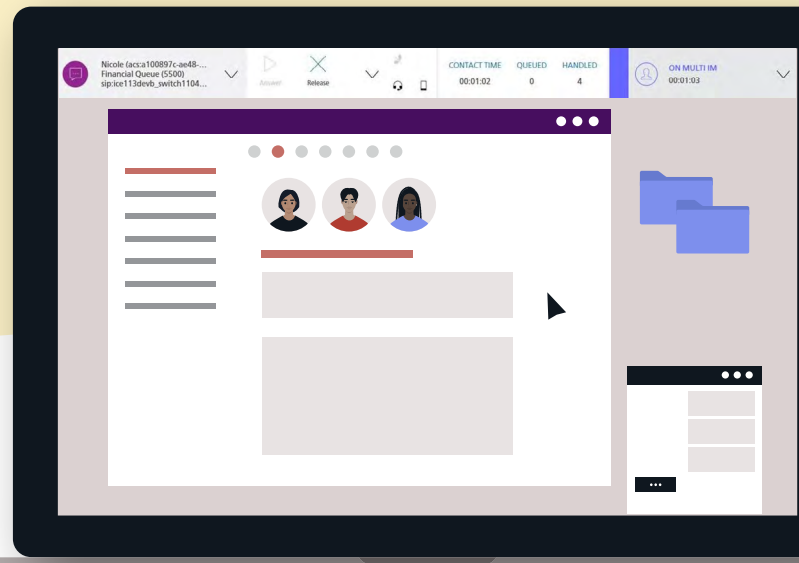 Nicole (acs:a100897c-ae48-...
Financial Queue (5500)
sip:ice113devb_switch1104...
Answer
Release
CONTACT TIME
00:01:02
QUEUED
0
HANDLED
4
ON MULTI IM
00:01:03